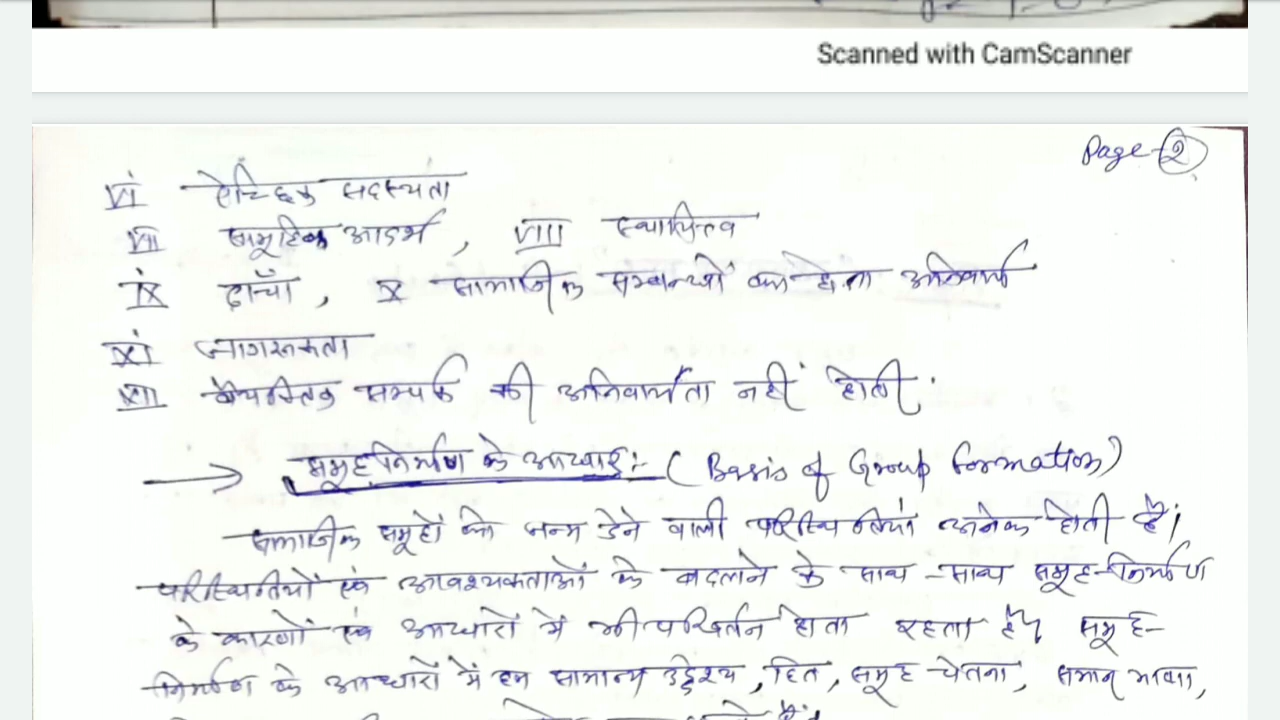 Scanned with CamScanner
Page-2
VI ऐच्छिक सदस्यता
VII सामूहिक आदर्श, VIII स्थायित्व
IX ढाँचा, X सामाजिक सम्बन्धों का होना अनिवार्य
XI जागरूकता
XII वैयक्तिक सम्पर्क की अनिवार्यता नहीं होती.
→ समूह निर्माण के आधार:- (Basis of Group formation)
सामाजिक समूहों को जन्म देने वाली परिस्थितियां अनेक होती है।
परिस्थितियों एवं आवश्यकताओं के बदलने के साथ-साथ समूह-निर्माण
के कारणों एवं आधारों में भी परिवर्तन होता रहता है। समूह-
निर्माण के आधारों में हम सामान्य उद्देश्य, हित, समूह-चेतना, समान भाषा,